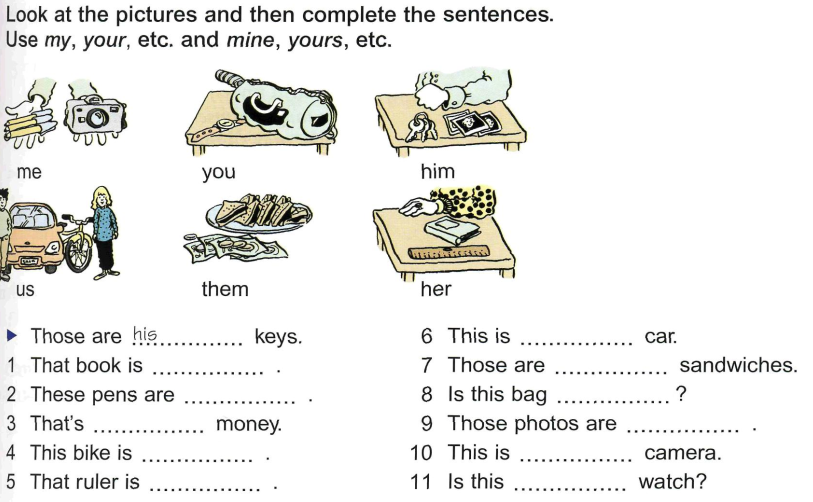 Look at the pictures and then complete the sentences.
Use my, your, etc. and mine, yours, etc.
me
you
him
us
them
her
▶ Those are his.............. keys.
1 That book is ................ .
2 These pens are ................ .
3 That's ................ money.
4 This bike is ................ .
5 That ruler is ................ .
6 This is ................ car.
7 Those are ................ sandwiches.
8 Is this bag ................ ?
9 Those photos are ................ .
10 This is ................ camera.
11 Is this ................ watch?